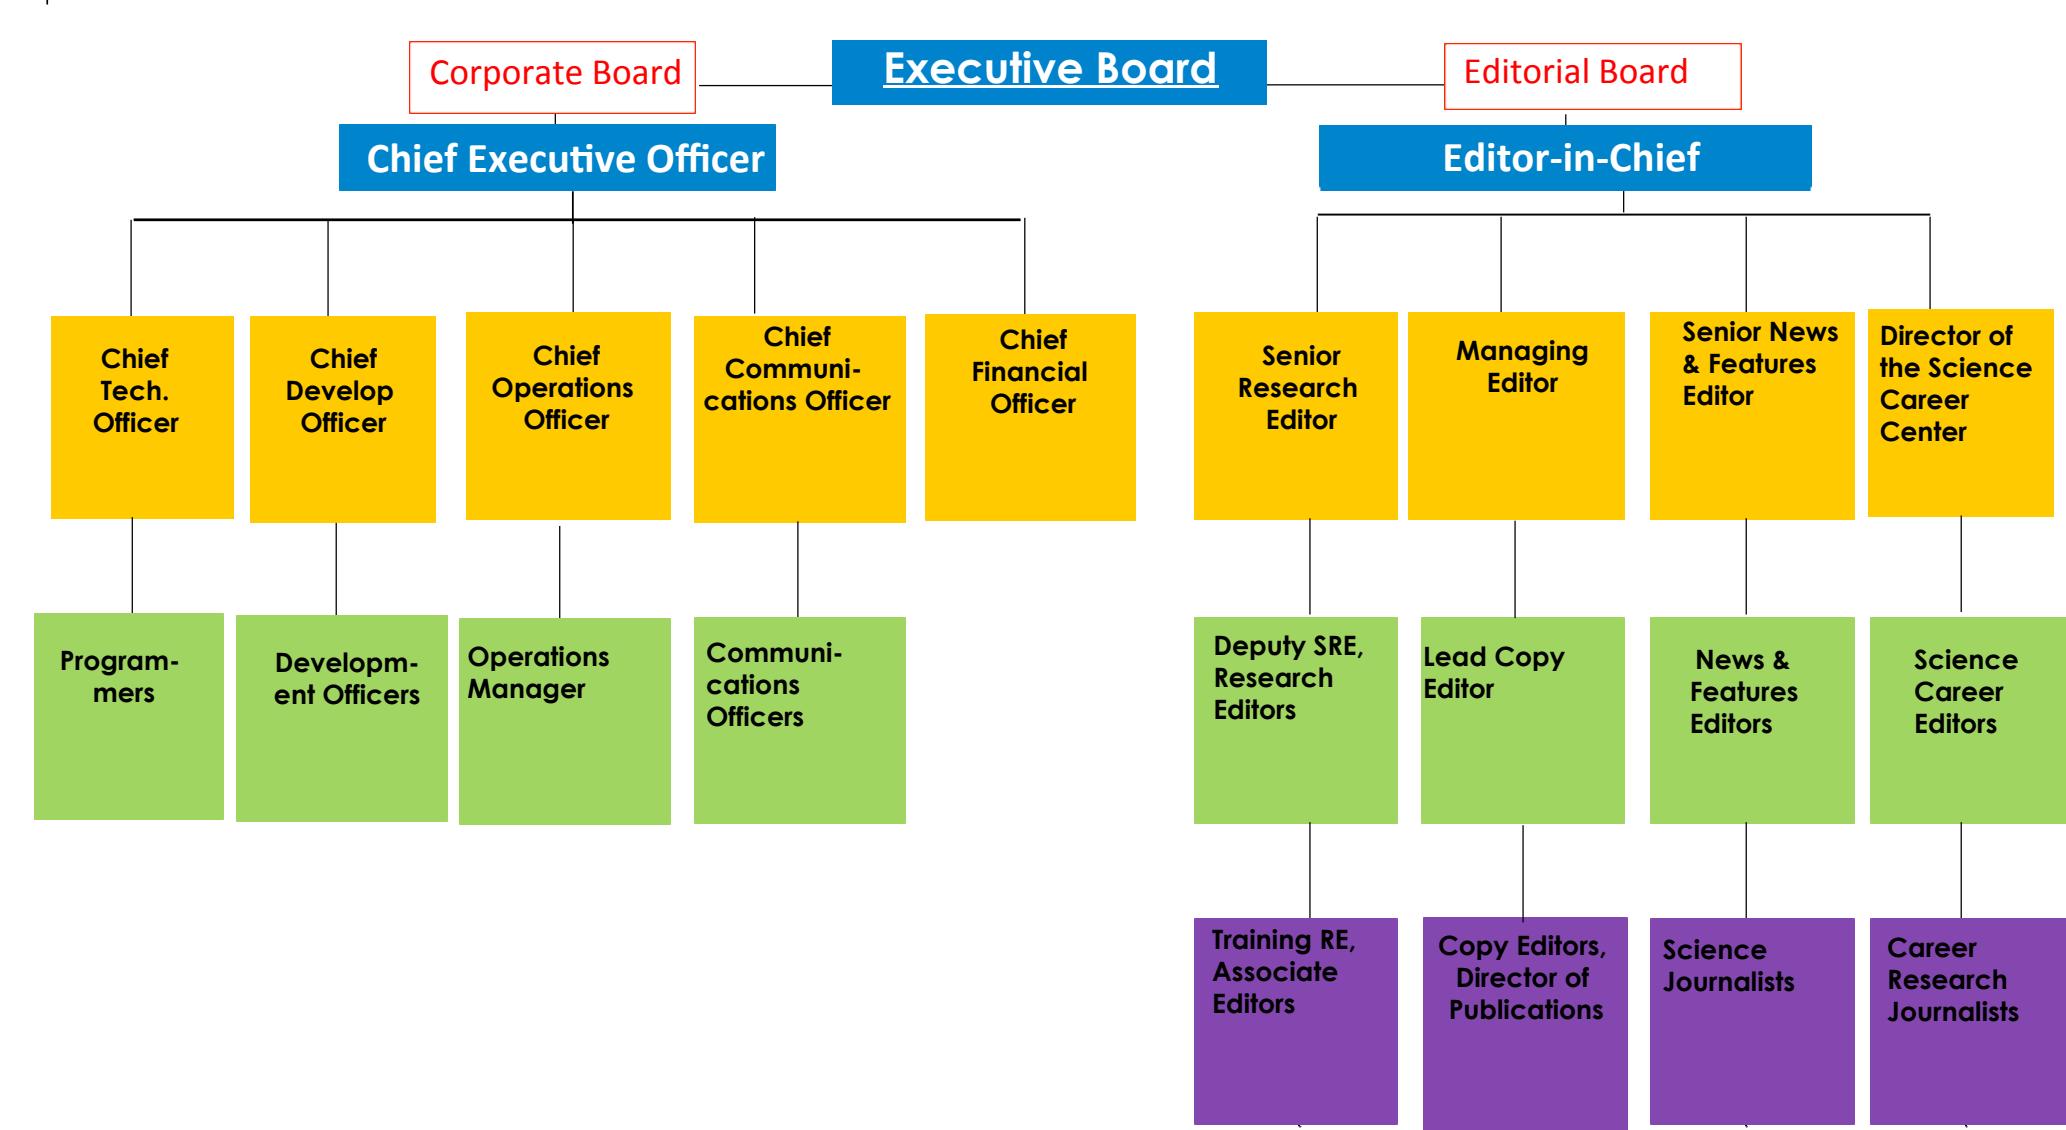 Corporate Board
Executive Board
Editorial Board
Chief Executive Officer
Editor-in-Chief
Chief
Tech.
Officer
Chief
Develop
Officer
Chief
Operations
Officer
Chief
Communi-
cations Officer
Chief
Financial
Officer
Senior
Research
Editor
Managing
Editor
Senior News
& Features
Editor
Director of
the Science
Career
Center
Program-
mers
Developm-
ent Officers
Operations
Manager
Communi-
cations
Officers
Deputy SRE,
Research
Editors
Lead Copy
Editor
News &
Features
Editors
Science
Career
Editors
Training RE,
Associate
Editors
Copy Editors,
Director of
Publications
Science
Journalists
Career
Research
Journalists